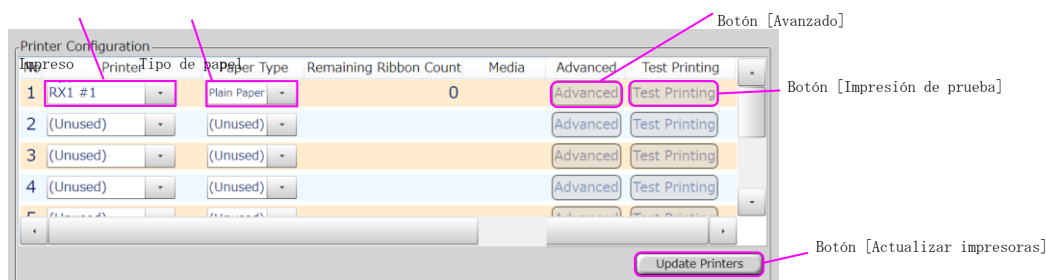 Botón [Avanzado]
Printer Configuration
Impreso Tipo de papel
No Printer Paper Type Remaining Ribbon Count Media Advanced Test Printing
1 RX1 #1 Plain Paper 0 Advanced Test Printing
Botón [Impresión de prueba]
2 (Unused) (Unused) Advanced Test Printing
3 (Unused) (Unused) Advanced Test Printing
4 (Unused) (Unused) Advanced Test Printing
Botón [Actualizar impresoras]
Update Printers